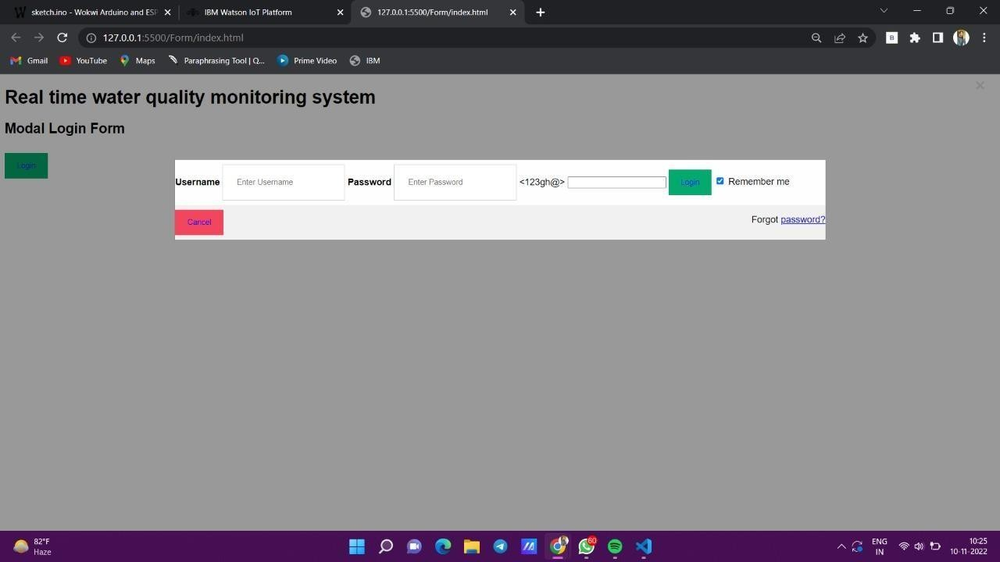 sketch.ino - Wokwi Arduino and ESP
IBM Watson IoT Platform
127.0.0.1:5500/Form/index.html
127.0.0.1:5500/Form/index.html
B
Gmail YouTube Maps Paraphrasing Tool | Q... Prime Video IBM
Real time water quality monitoring system
Modal Login Form
Login
Username Enter Username Password Enter Password <123gh@> Login Remember me
Cancel Forgot password?
82°F
Haze
60
ENG
IN
10:25
10-11-2022